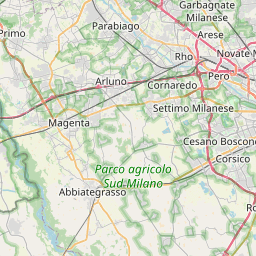 Garbagnate
Milanese
Parabiago
Primo
Arese
Novate M
Rho
Arluno
Pero
Cornaredo
Settimo Milanese
Magenta
Cesano Boscone
Corsico
Parco agricolo
Sud Milano
Abbiategrasso
Ro